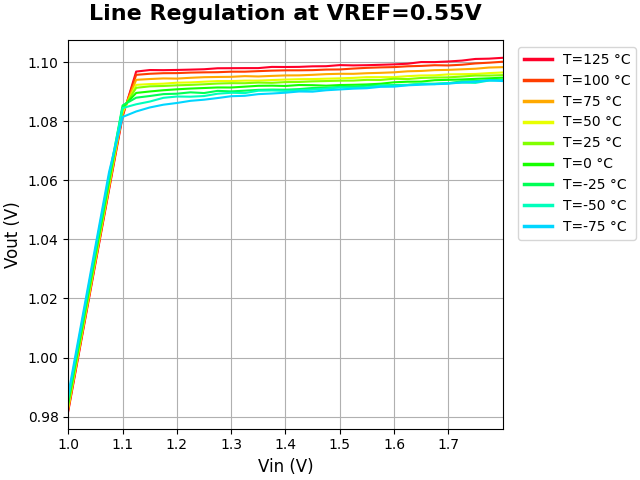 Line Regulation at VREF=0.55V
Vout (V)
1.10
1.08
1.06
1.04
1.02
1.00
0.98
1.0 1.1 1.2 1.3 1.4 1.5 1.6 1.7
Vin (V)
T=125 °C
T=100 °C
T=75 °C
T=50 °C
T=25 °C
T=0 °C
T=-25 °C
T=-50 °C
T=-75 °C